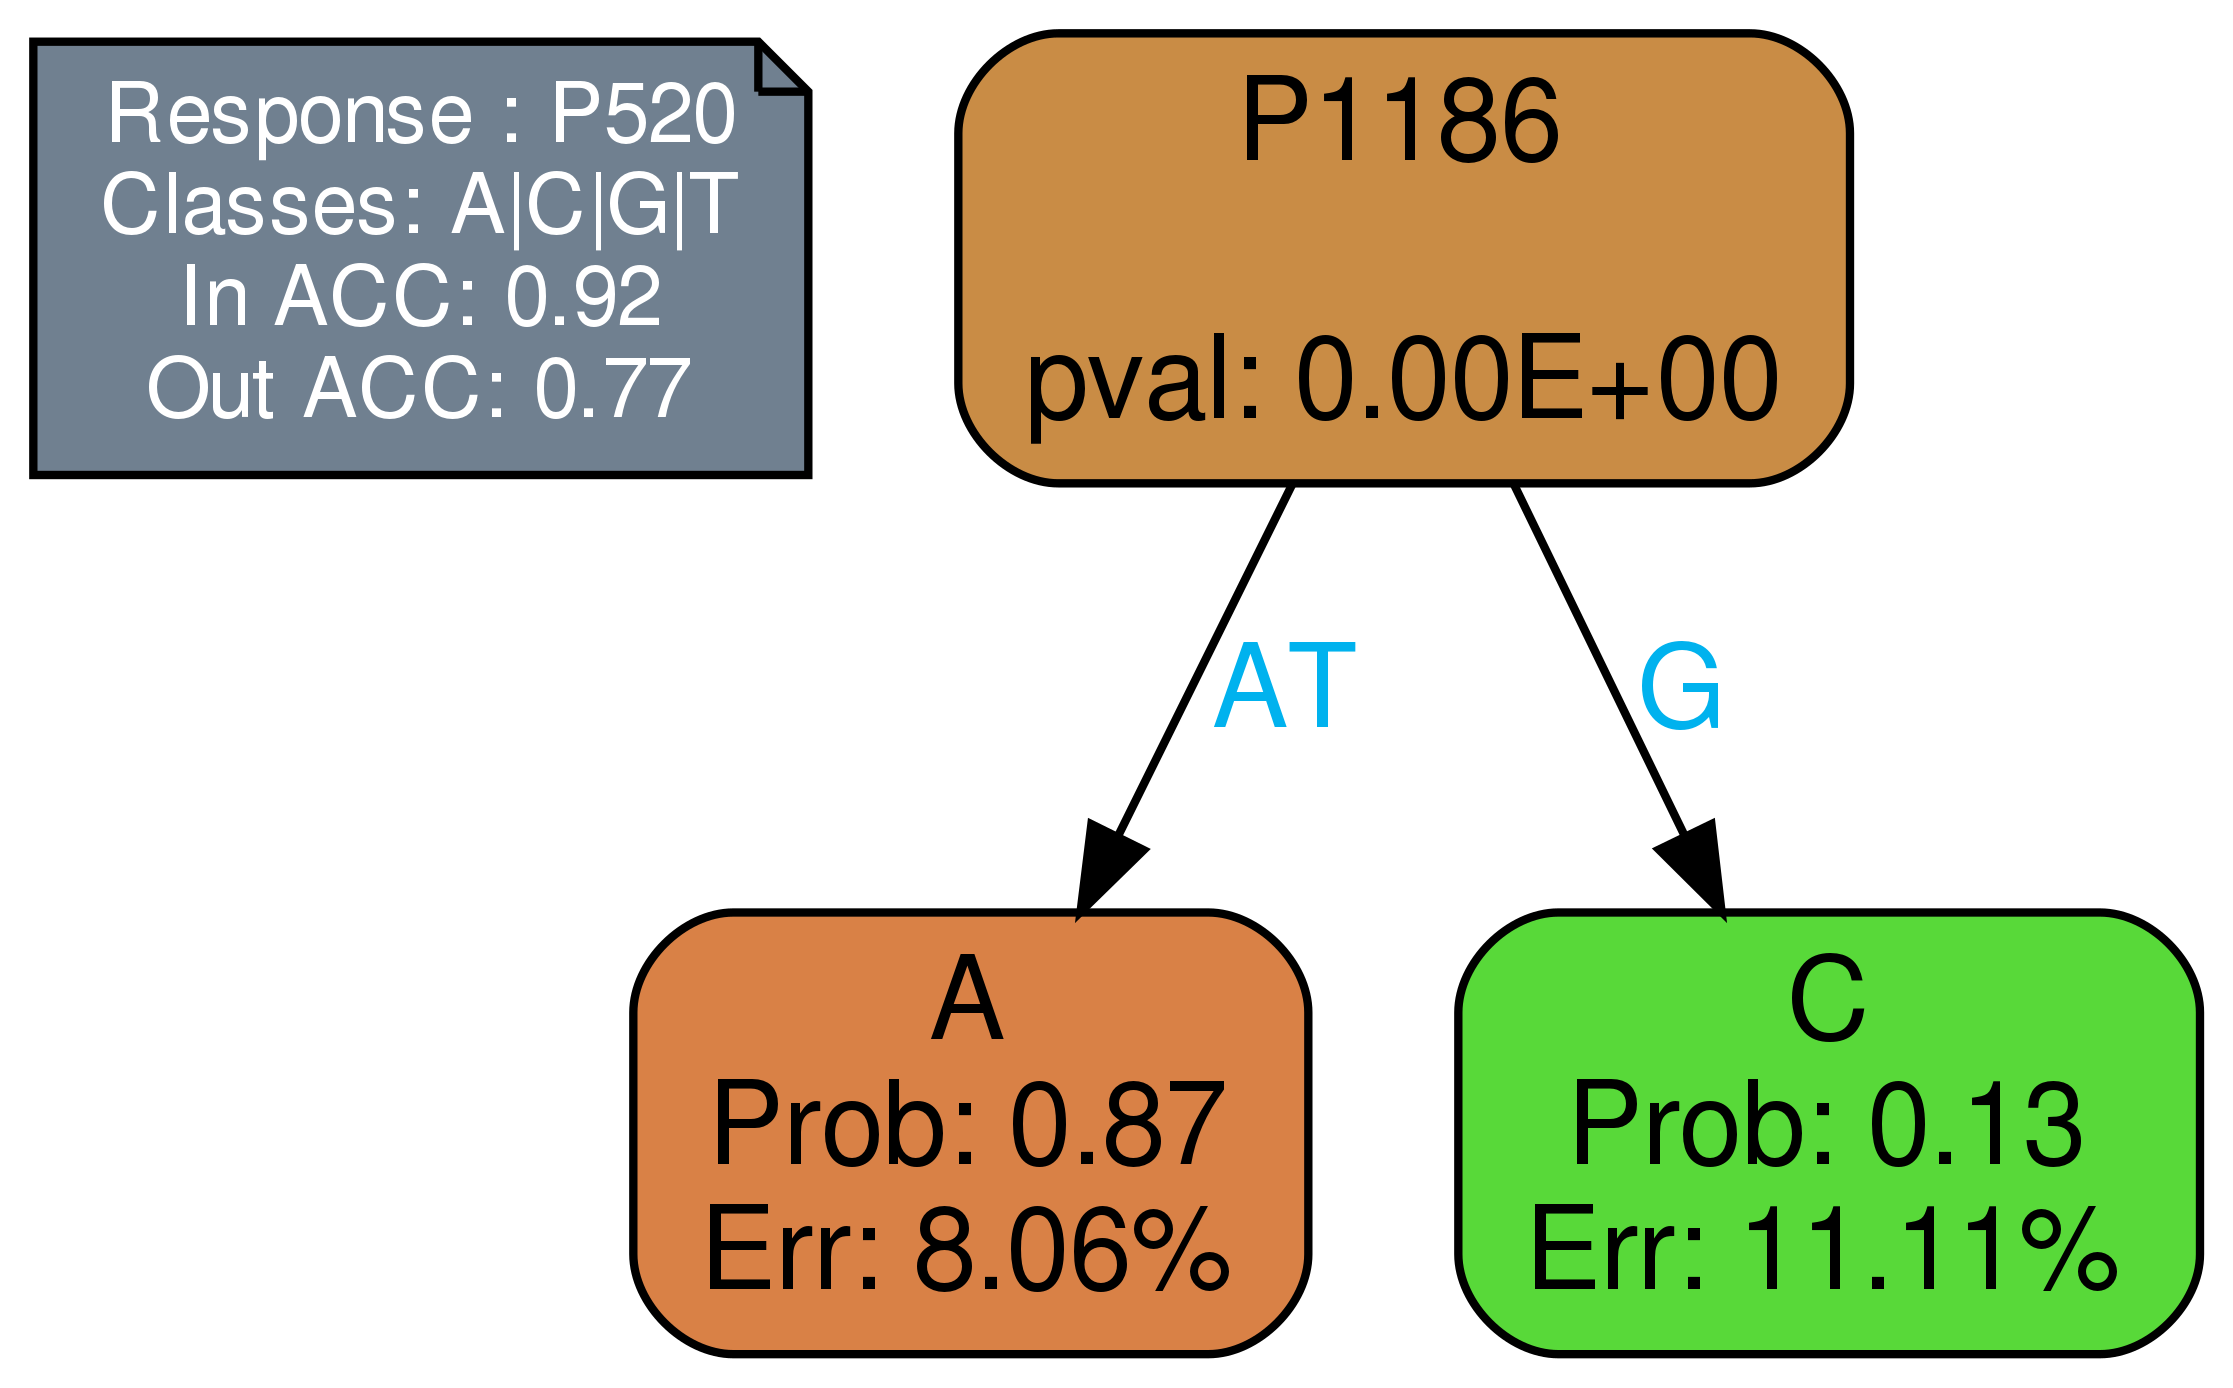 Response : P520
Classes: A|C|G|T
In ACC: 0.92
Out ACC: 0.77
P1186
pval: 0.00E+00
AT
G
A
Prob: 0.87
Err: 8.06%
C
Prob: 0.13
Err: 11.11%